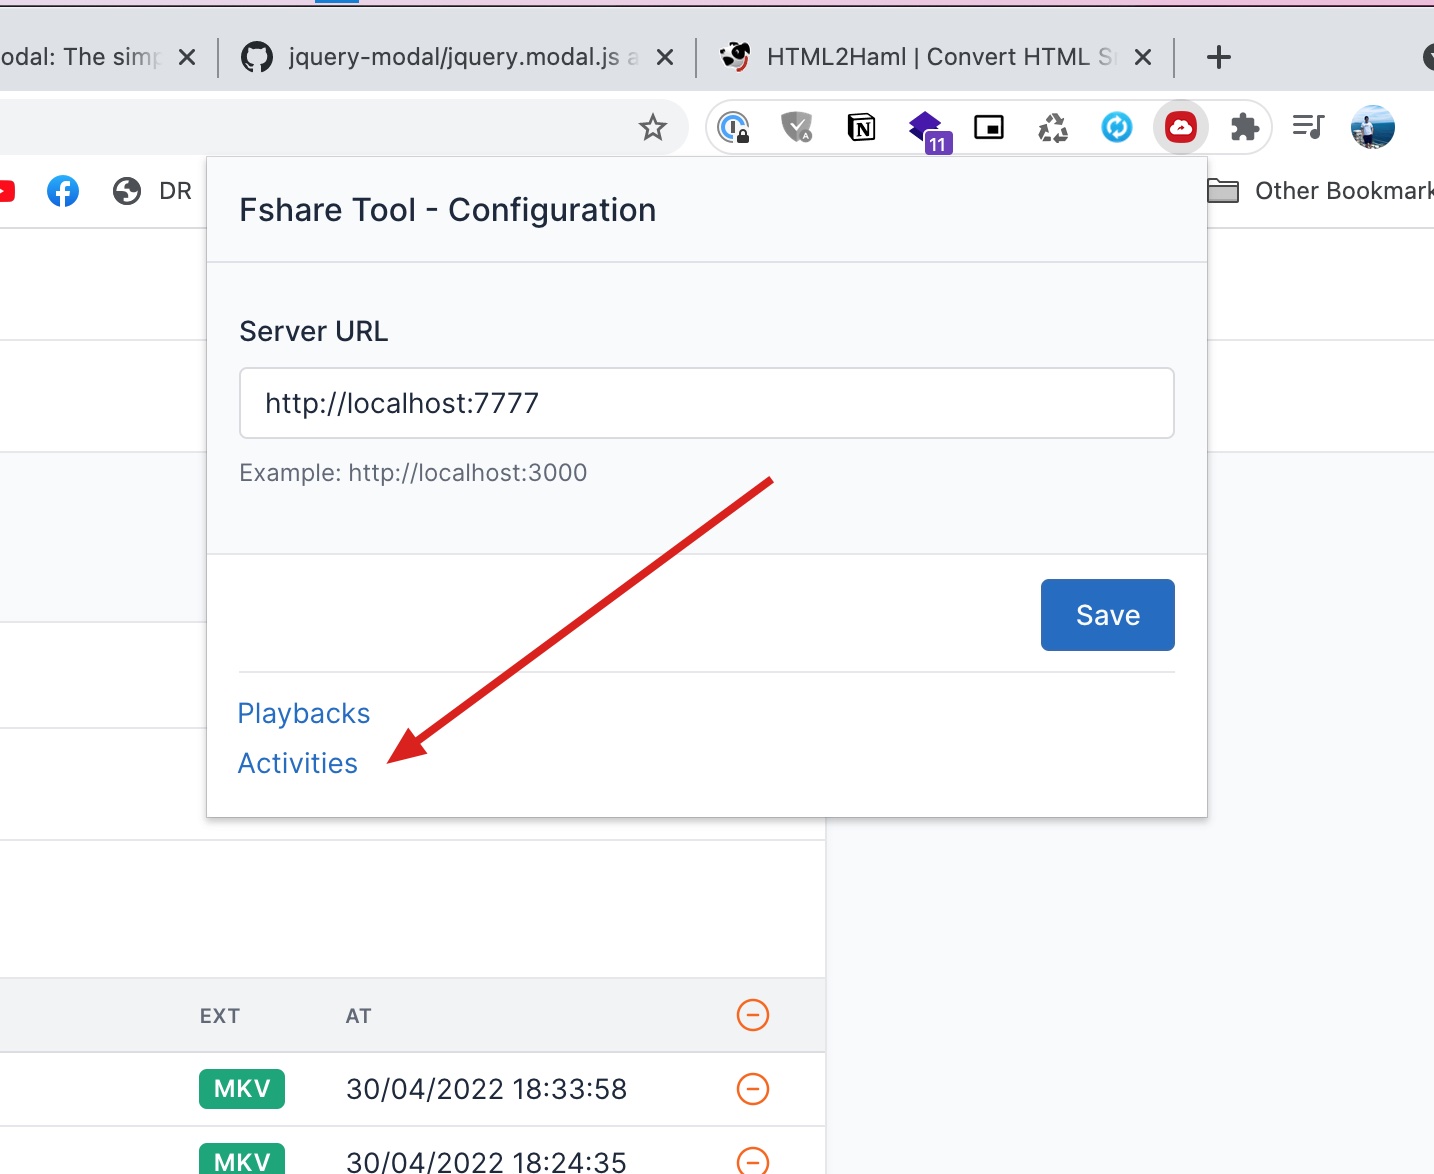 odal: The simp
jquery-modal/jquery.modal.js a
HTML2Haml | Convert HTML S
N
11
A
DR
Other Bookmark
Fshare Tool - Configuration
Server URL
http://localhost:7777
Example: http://localhost:3000
Save
Playbacks
Activities
EXT AT
MKV 30/04/2022 18:33:58
MKV 30/04/2022 18:24:35